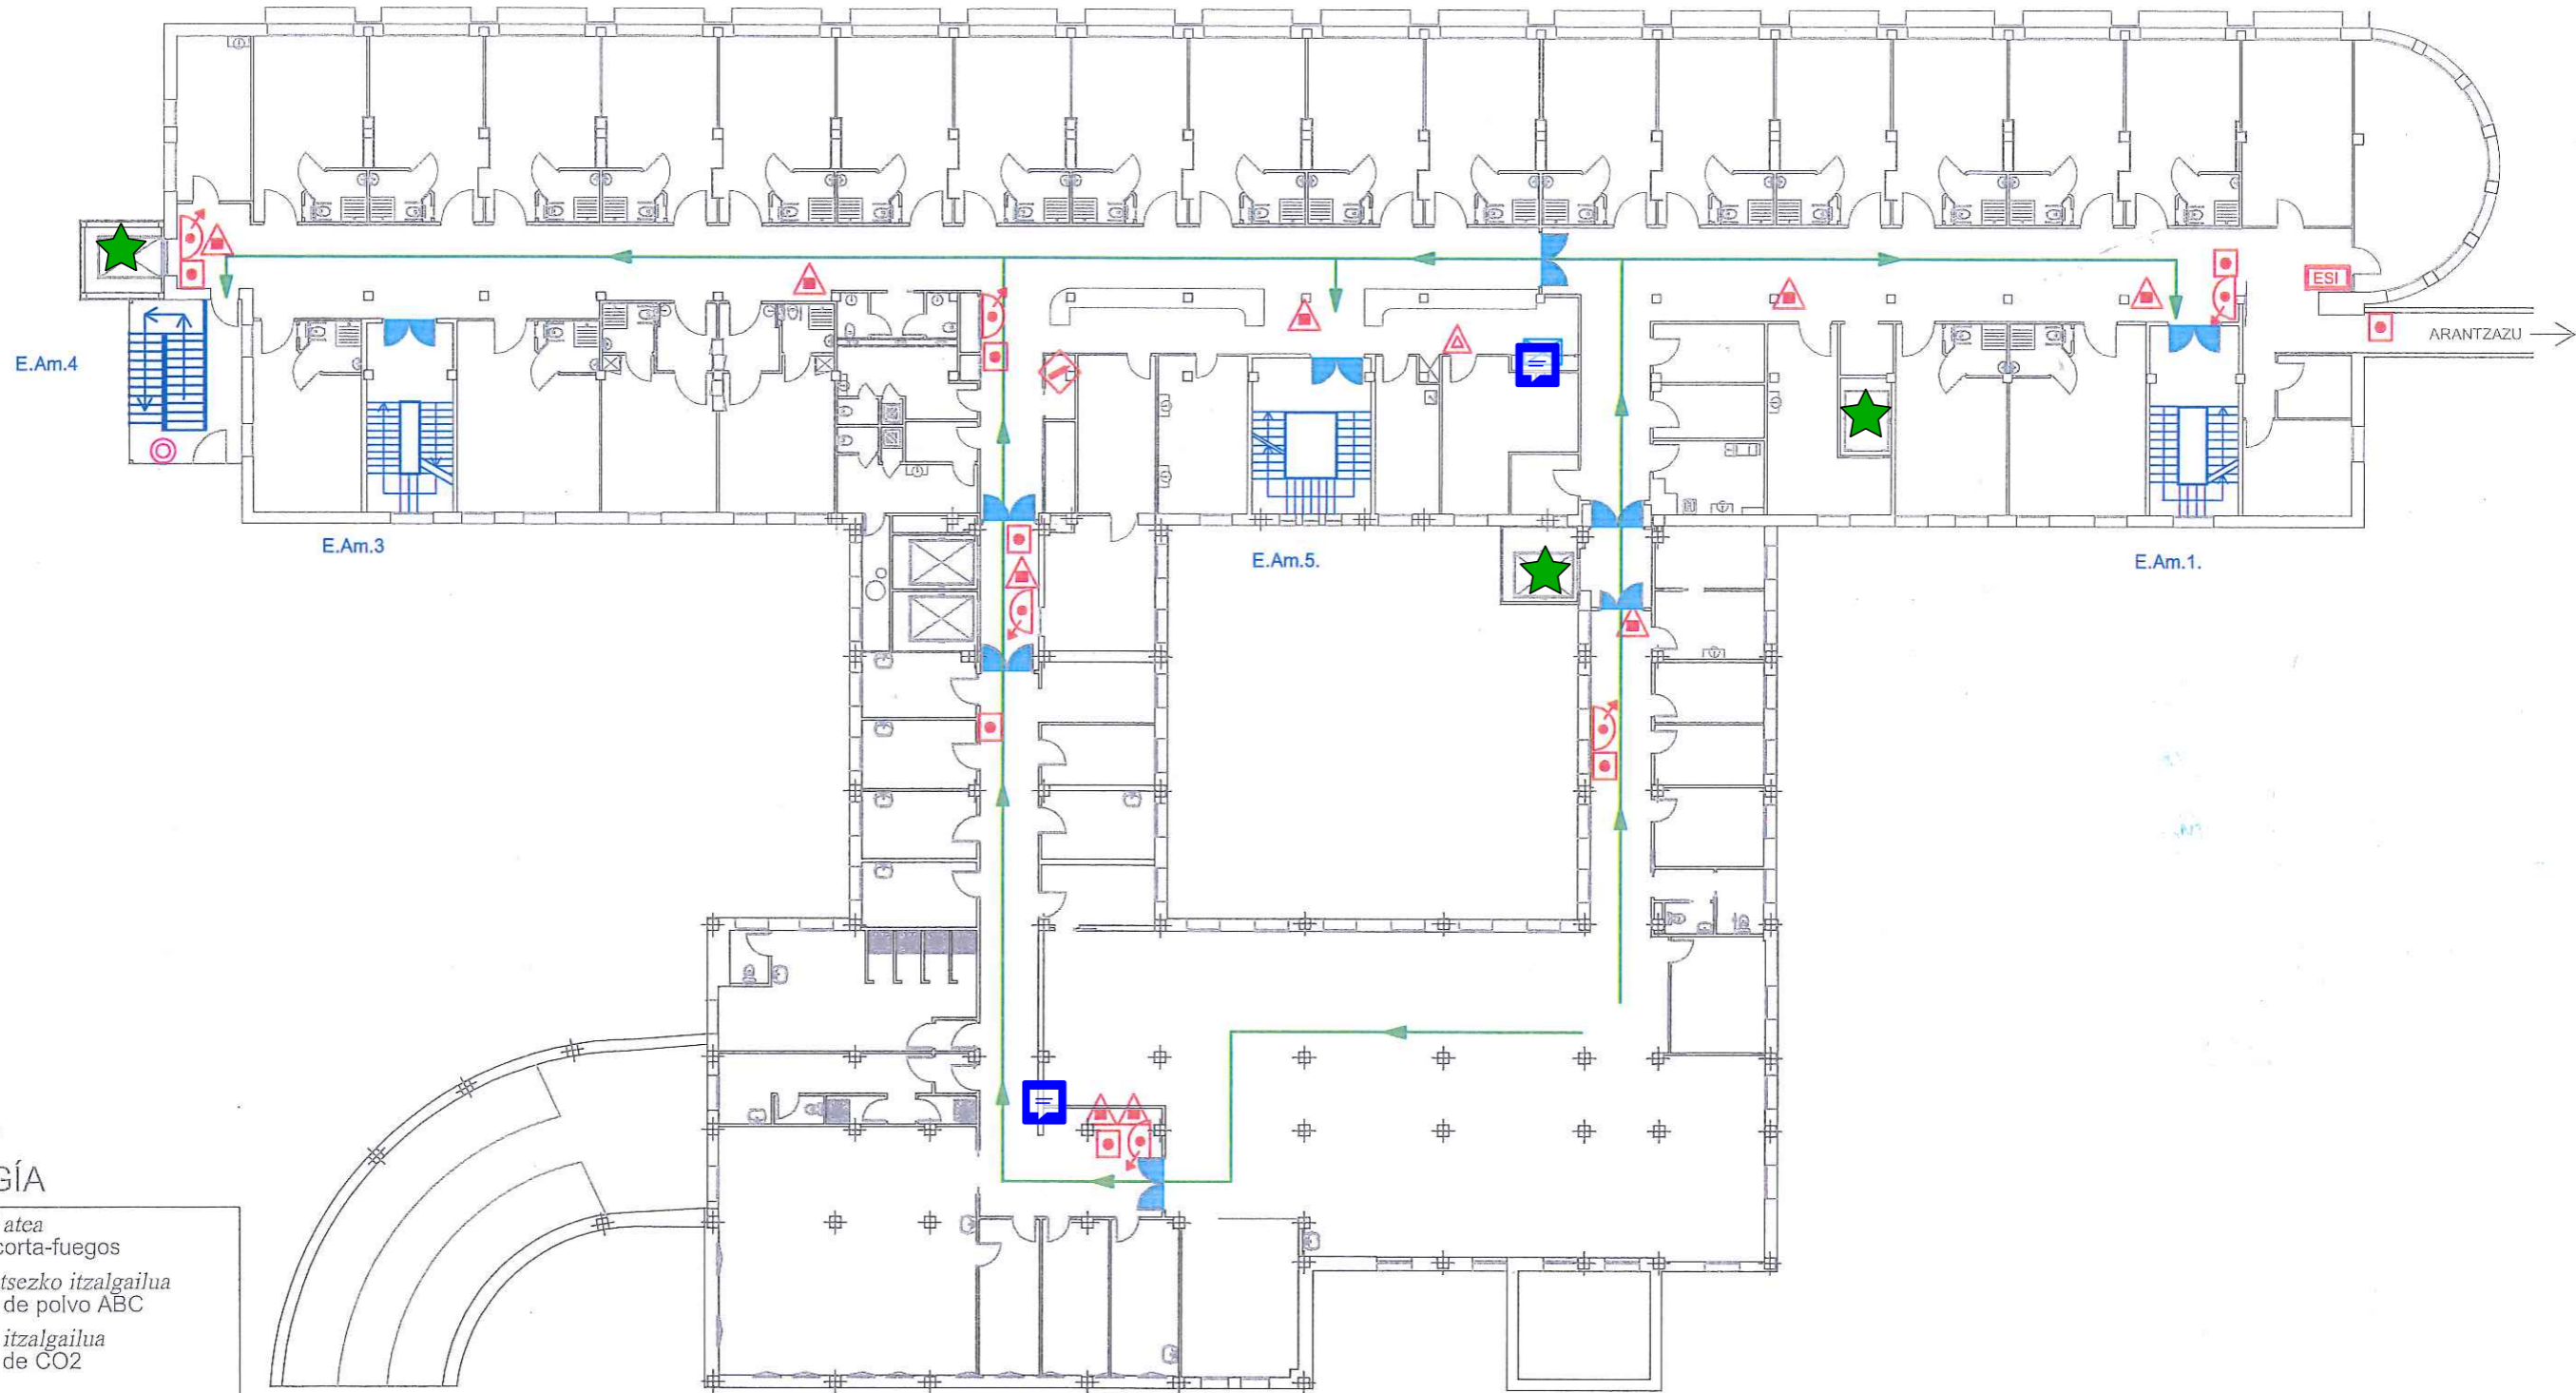 ESI
ARANTZAZU
E.Am.4
E.Am.3
E.Am.5.
E.Am.1.
GÍA
atea
corta-fuegos
tsezko itzalgailua
de polvo ABC
itzalgailua
de CO2